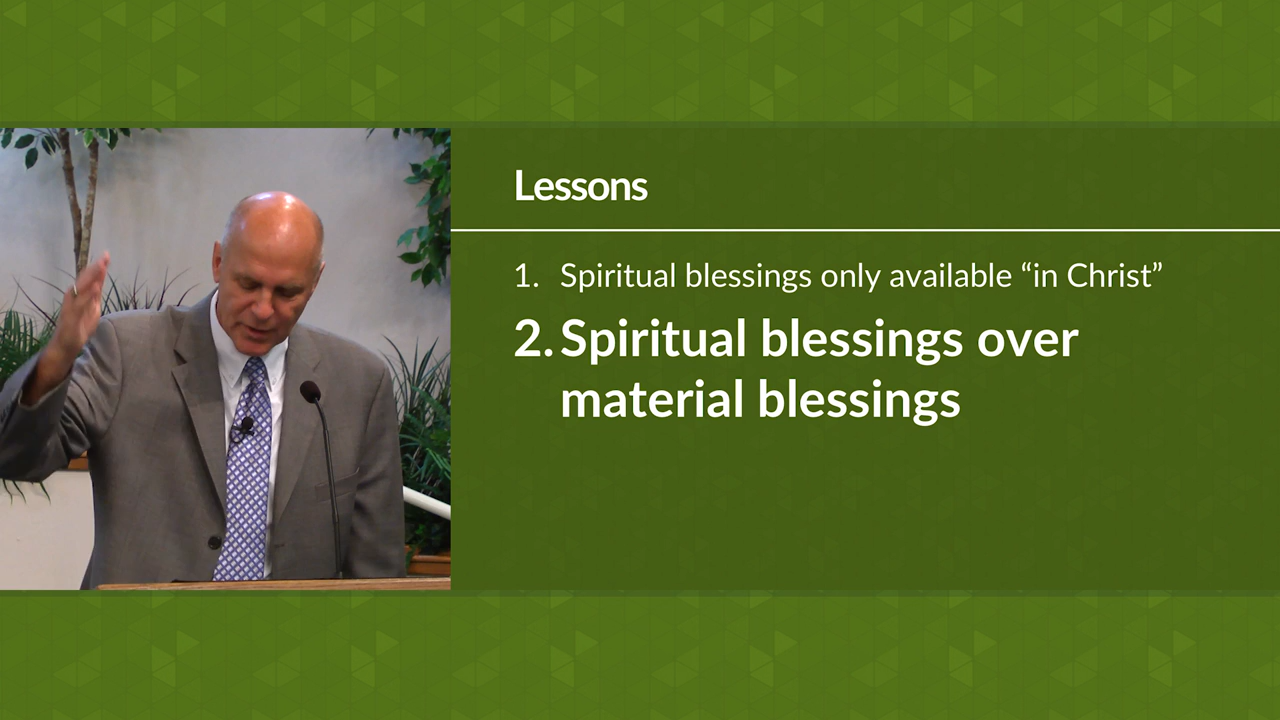 Lessons
1. Spiritual blessings only available “in Christ”
2. Spiritual blessings over
material blessings